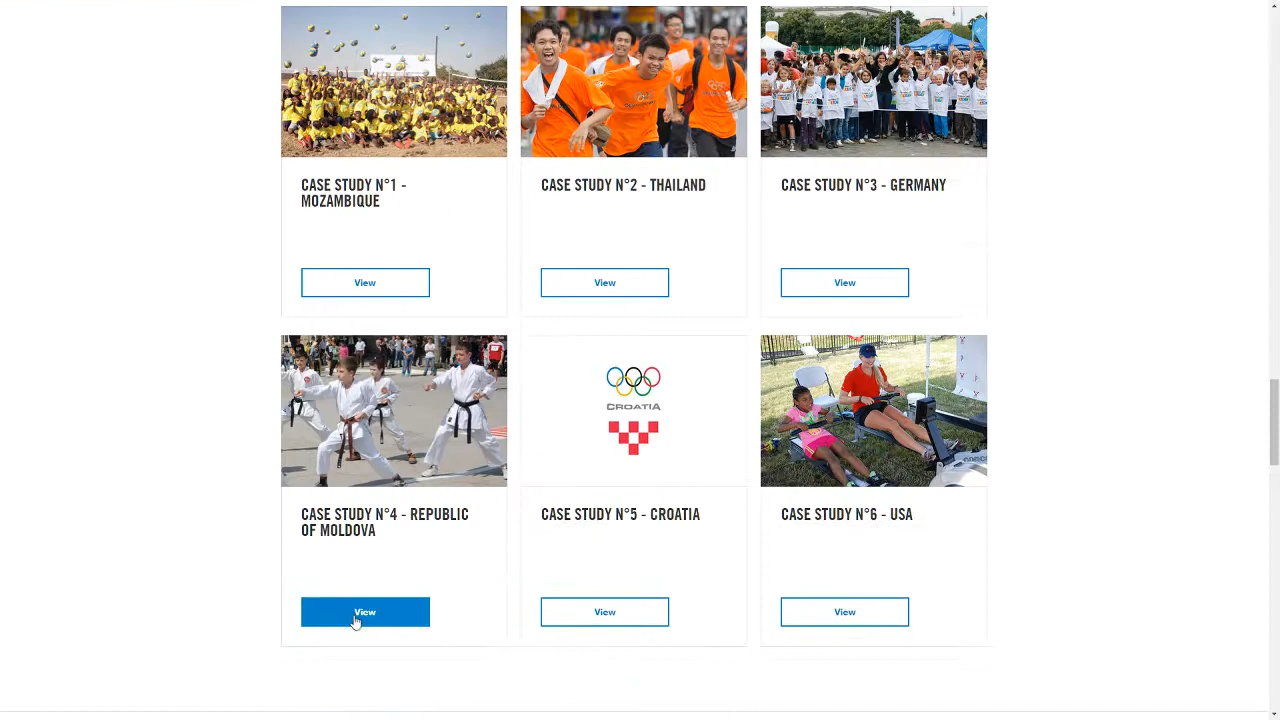 CASE STUDY N°1 -
MOZAMBIQUE
View
CASE STUDY N°2 - THAILAND
View
CASE STUDY N°3 - GERMANY
View
CASE STUDY N°4 - REPUBLIC
OF MOLDOVA
View
CROATIA
CASE STUDY N°5 - CROATIA
View
CASE STUDY N°6 - USA
View